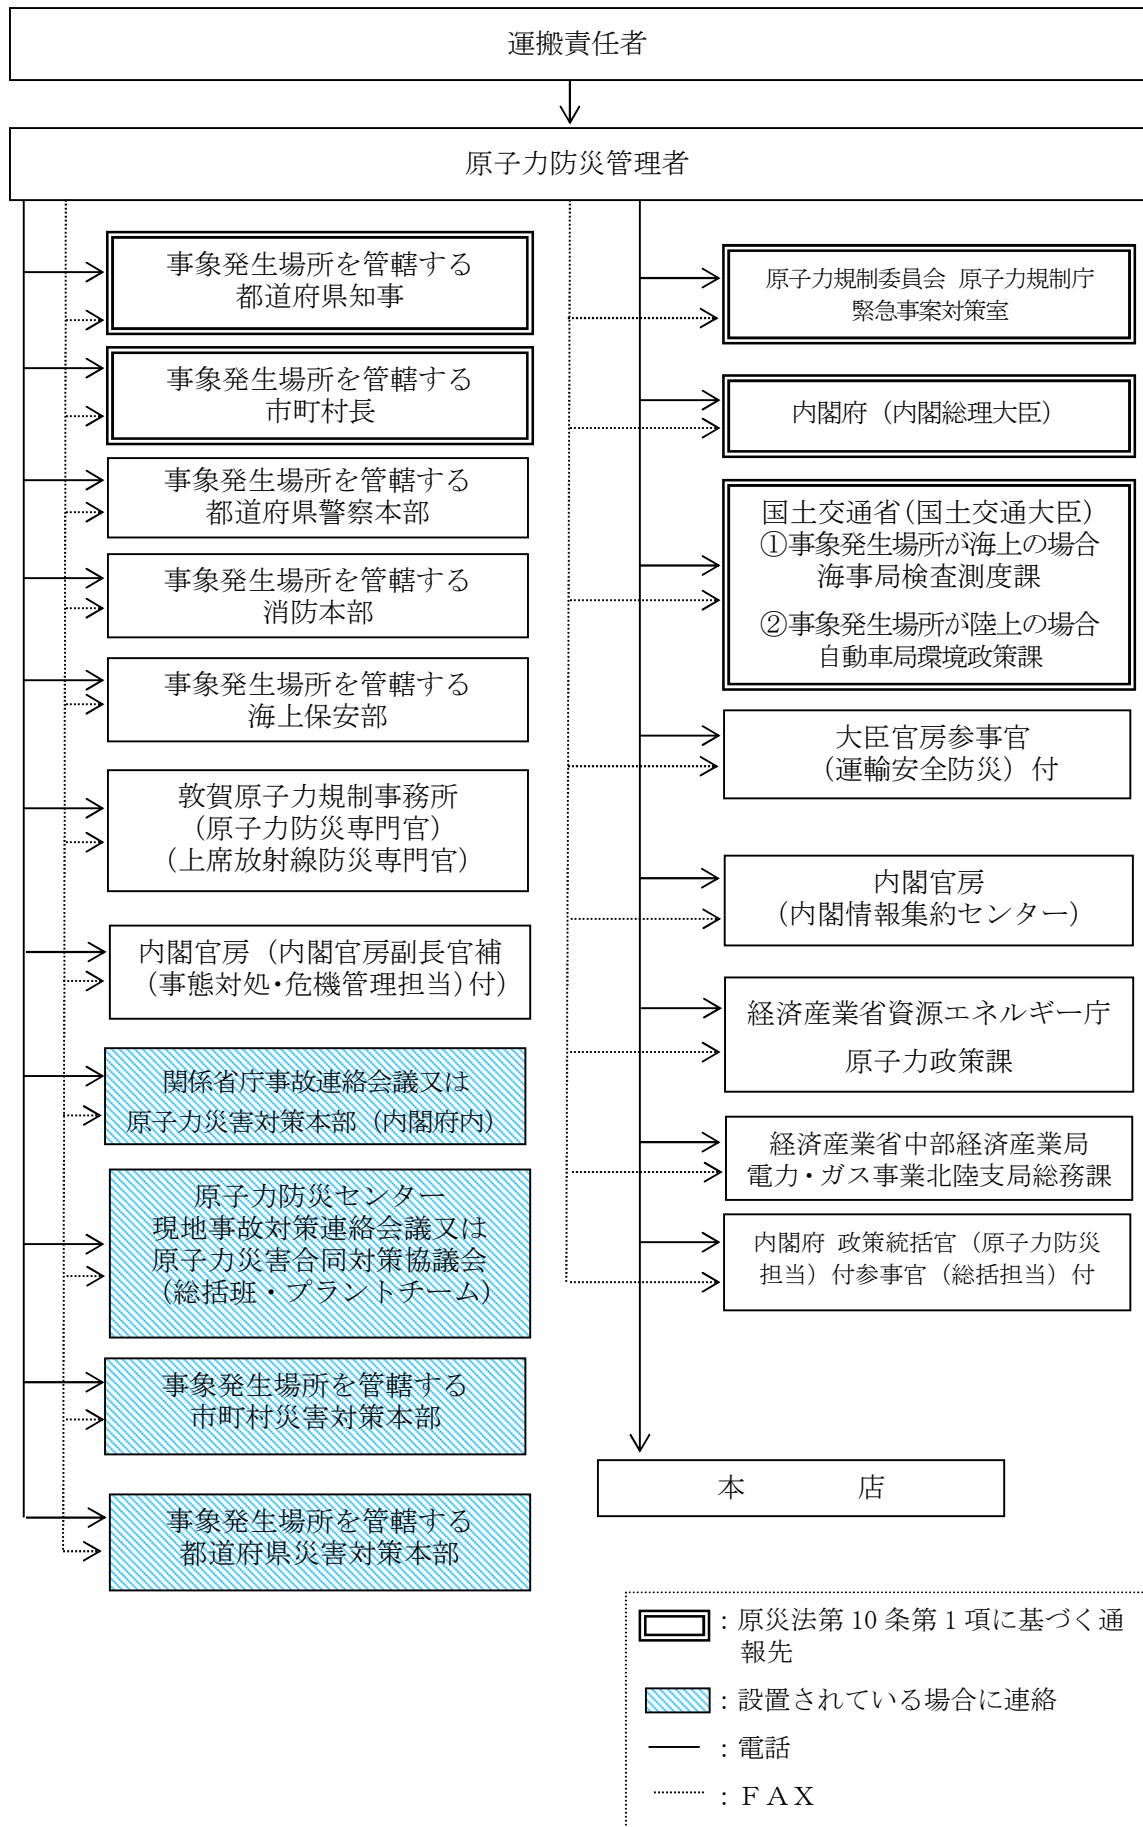 運搬責任者
原子力防災管理者
事象発生場所を管轄する
都道府県知事
事象発生場所を管轄する
市町村長
事象発生場所を管轄する
都道府県警察本部
事象発生場所を管轄する
消防本部
事象発生場所を管轄する
海上保安部
敦賀原子力規制事務所
（原子力防災専門官）
（上席放射線防災専門官）
内閣官房（内閣官房副長官補
（事態対処・危機管理担当）付）
関係省庁事故連絡会議又は
原子力災害対策本部（内閣府内）
原子力防災センター
現地事故対策連絡会議又は
原子力災害合同対策協議会
（総括班・プラントチーム）
事象発生場所を管轄する
市町村災害対策本部
事象発生場所を管轄する
都道府県災害対策本部
原子力規制委員会 原子力規制庁
緊急事案対策室
内閣府（内閣総理大臣）
国土交通省（国土交通大臣）
①事象発生場所が海上の場合
海事局検査測度課
②事象発生場所が陸上の場合
自動車局環境政策課
大臣官房参事官
（運輸安全防災）付
内閣官房
（内閣情報集約センター）
経済産業省資源エネルギー庁
原子力政策課
経済産業省中部経済産業局
電力・ガス事業北陸支局総務課
内閣府 政策統括官（原子力防災
担当）付参事官（総括担当）付
本 店
：原災法第 10 条第 1 項に基づく通
報先
：設置されている場合に連絡
：電話
：ＦＡＸ